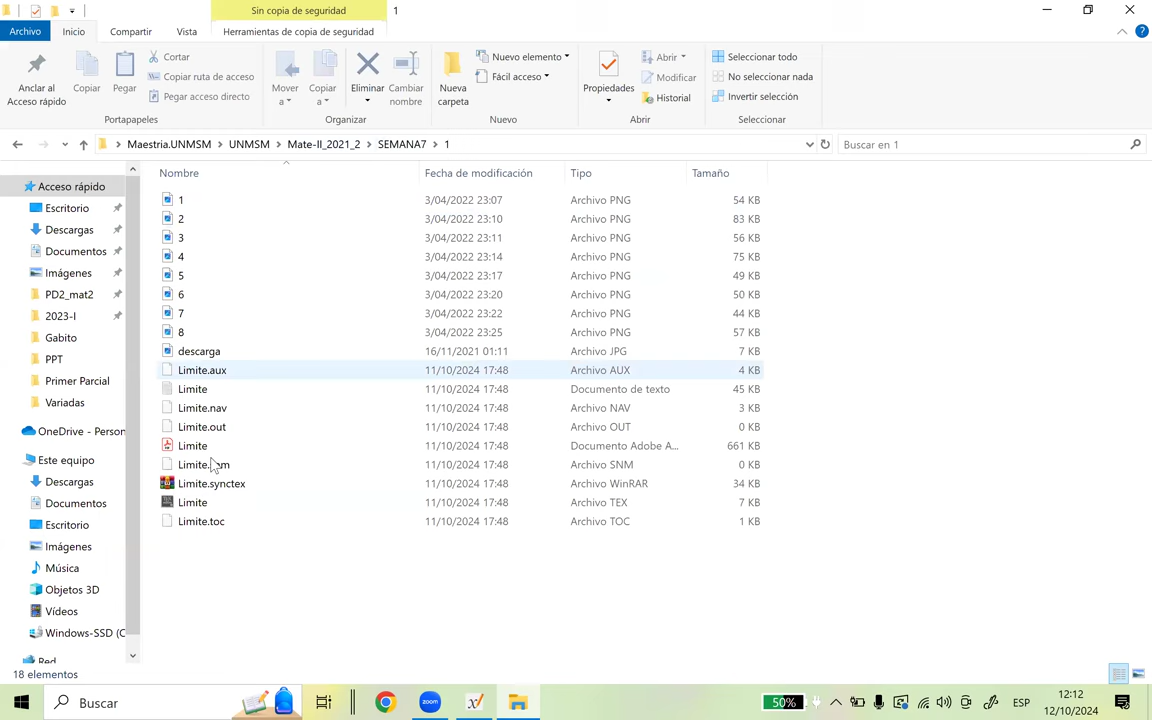 Sin copia de seguridad
1
Archivo
Inicio
Compartir
Vista
Herramientas de copia de seguridad
Anclar al
Acceso rápido
Copiar
Pegar
Cortar
Copiar ruta de acceso
Pegar acceso directo
Portapapeles
Mover
a
Copiar
a
Eliminar
Cambiar
nombre
Organizar
Nueva
carpeta
Nuevo elemento
Fácil acceso
Nuevo
Propiedades
Abrir
Modificar
Historial
Abrir
Seleccionar todo
No seleccionar nada
Invertir selección
Seleccionar
Maestria.UNMSM > UNMSM > Mate-II_2021_2 > SEMANA7 > 1
Buscar en 1
Nombre Fecha de modificación Tipo Tamaño
1 3/04/2022 23:07 Archivo PNG 54 KB
2 3/04/2022 23:10 Archivo PNG 83 KB
3 3/04/2022 23:11 Archivo PNG 56 KB
4 3/04/2022 23:14 Archivo PNG 75 KB
5 3/04/2022 23:17 Archivo PNG 49 KB
6 3/04/2022 23:20 Archivo PNG 50 KB
7 3/04/2022 23:22 Archivo PNG 44 KB
8 3/04/2022 23:25 Archivo PNG 57 KB
descarga 16/11/2021 01:11 Archivo JPG 7 KB
Limite.aux 11/10/2024 17:48 Archivo AUX 4 KB
Limite 11/10/2024 17:48 Documento de texto 45 KB
Limite.nav 11/10/2024 17:48 Archivo NAV 3 KB
Limite.out 11/10/2024 17:48 Archivo OUT 0 KB
Limite 11/10/2024 17:48 Documento Adobe A... 661 KB
11/10/2024 17:48 Archivo SNM 0 KB
Limite.synctex 11/10/2024 17:48 Archivo WinRAR 34 KB
Limite 11/10/2024 17:48 Archivo TEX 7 KB
Limite.toc 11/10/2024 17:48 Archivo TOC 1 KB
Acceso rápido
Escritorio
Descargas
Documentos
Imágenes
PD2_mat2
2023-I
Gabito
PPT
Primer Parcial
Variadas
OneDrive - Person
Este equipo
Descargas
Documentos
Escritorio
Imágenes
Música
Objetos 3D
Vídeos
Windows-SSD (C
Red
18 elementos
Buscar
zoom
50%
ESP
12:12
12/10/2024